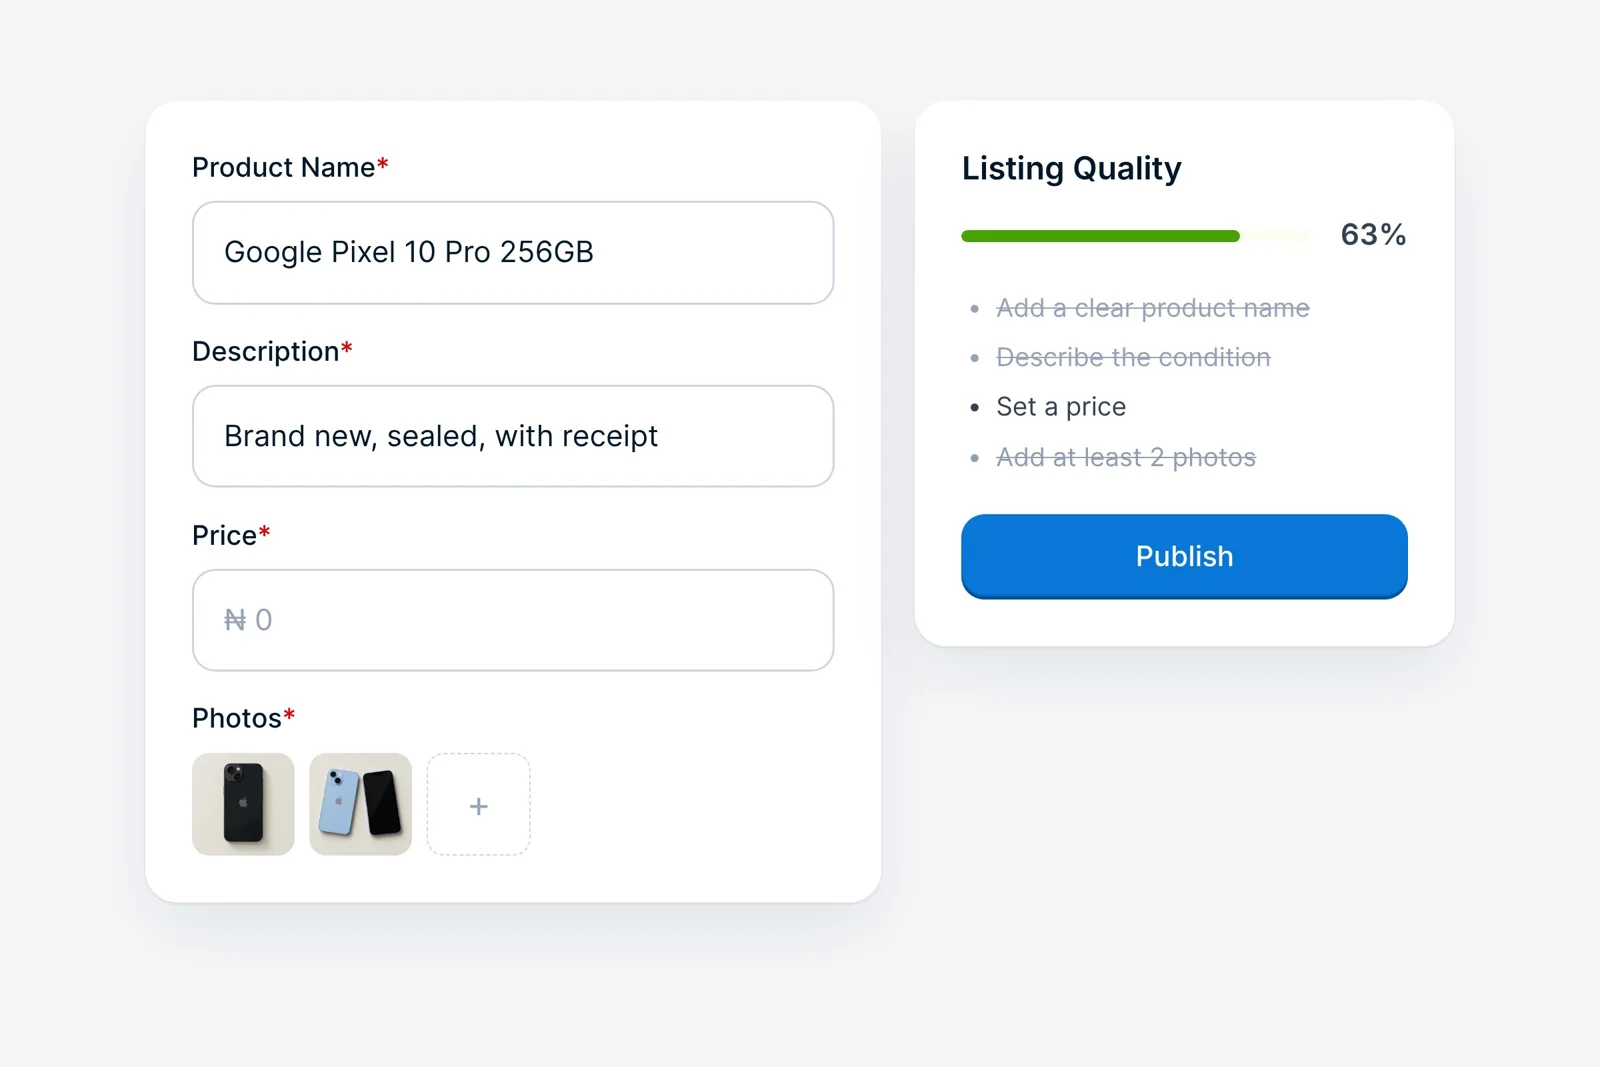 Product Name*
Google Pixel 10 Pro 256GB
Description*
Brand new, sealed, with receipt
Price*
₦ 0
Photos*
+
Listing Quality
63%
• Add a clear product name
• Describe the condition
• Set a price
• Add at least 2 photos
Publish